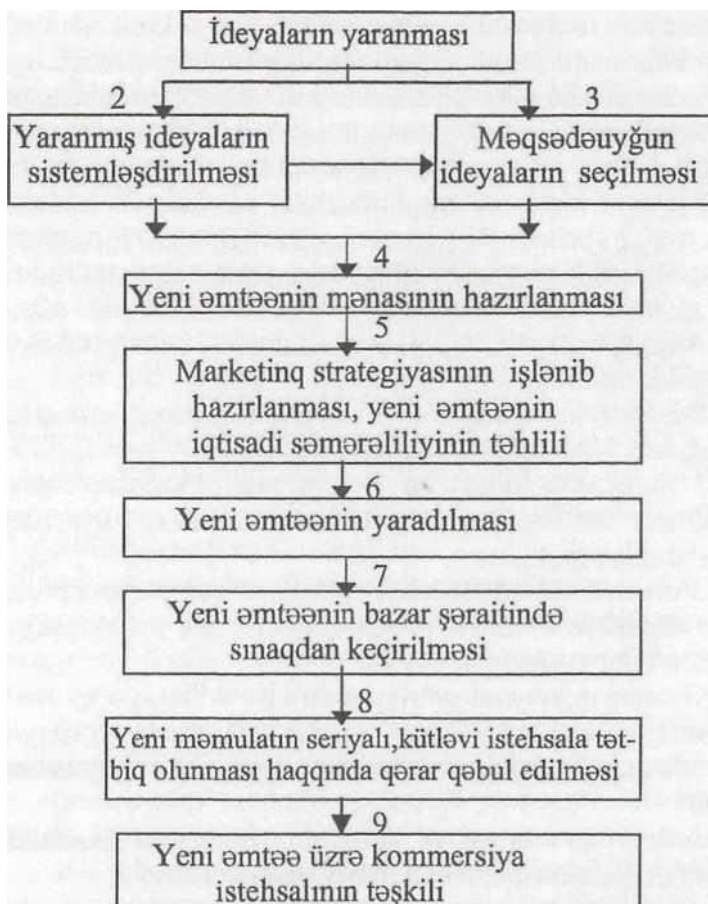 İdeyaların yaranması
2
3
Yaranmış ideyaların
sistemləşdirilməsi
Məqsədəuyğun
ideyaların seçilməsi
4
Yeni əmtəənin mənasının hazırlanması
5
Marketinq strategiyasının işlənib
hazırlanması, yeni əmtəənin
iqtisadi səmərəliliyinin təhlili
6
Yeni əmtəənin yaradılması
7
Yeni əmtəənin bazar şəraitində
sınaqdan keçirilməsi
8
Yeni məmulatın seriyalı,kütləvi istehsala tət-
biq olunması haqqında qərar qəbul edilməsi
9
Yeni əmtəə üzrə kommersiya
istehsalının təşkili